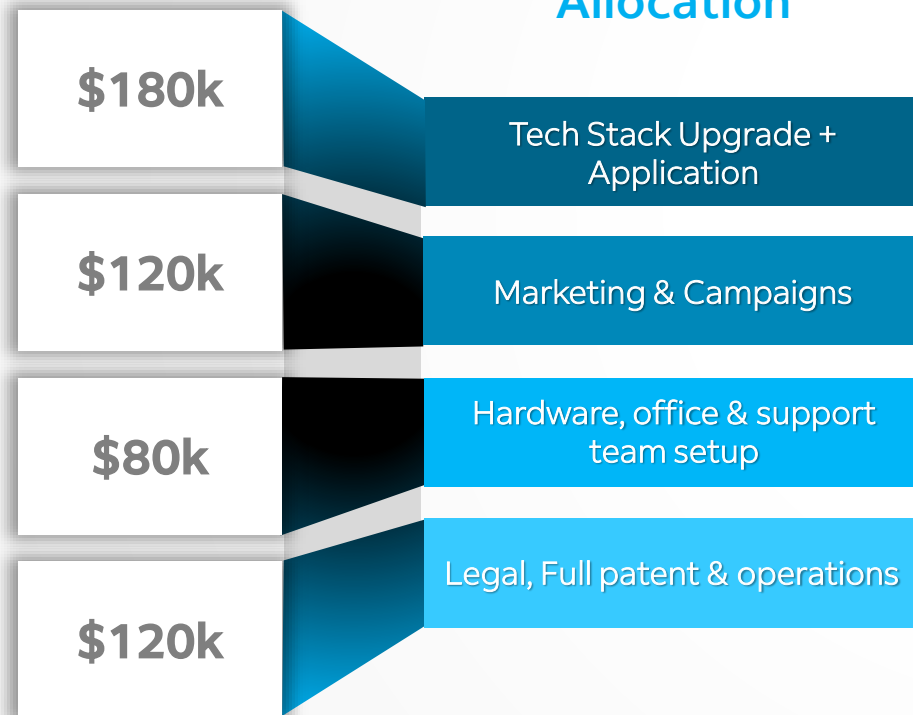 Allocation
$180k
Tech Stack Upgrade +
Application
$120k
Marketing & Campaigns
$80k
Hardware, office & support
team setup
$120k
Legal, Full patent & operations